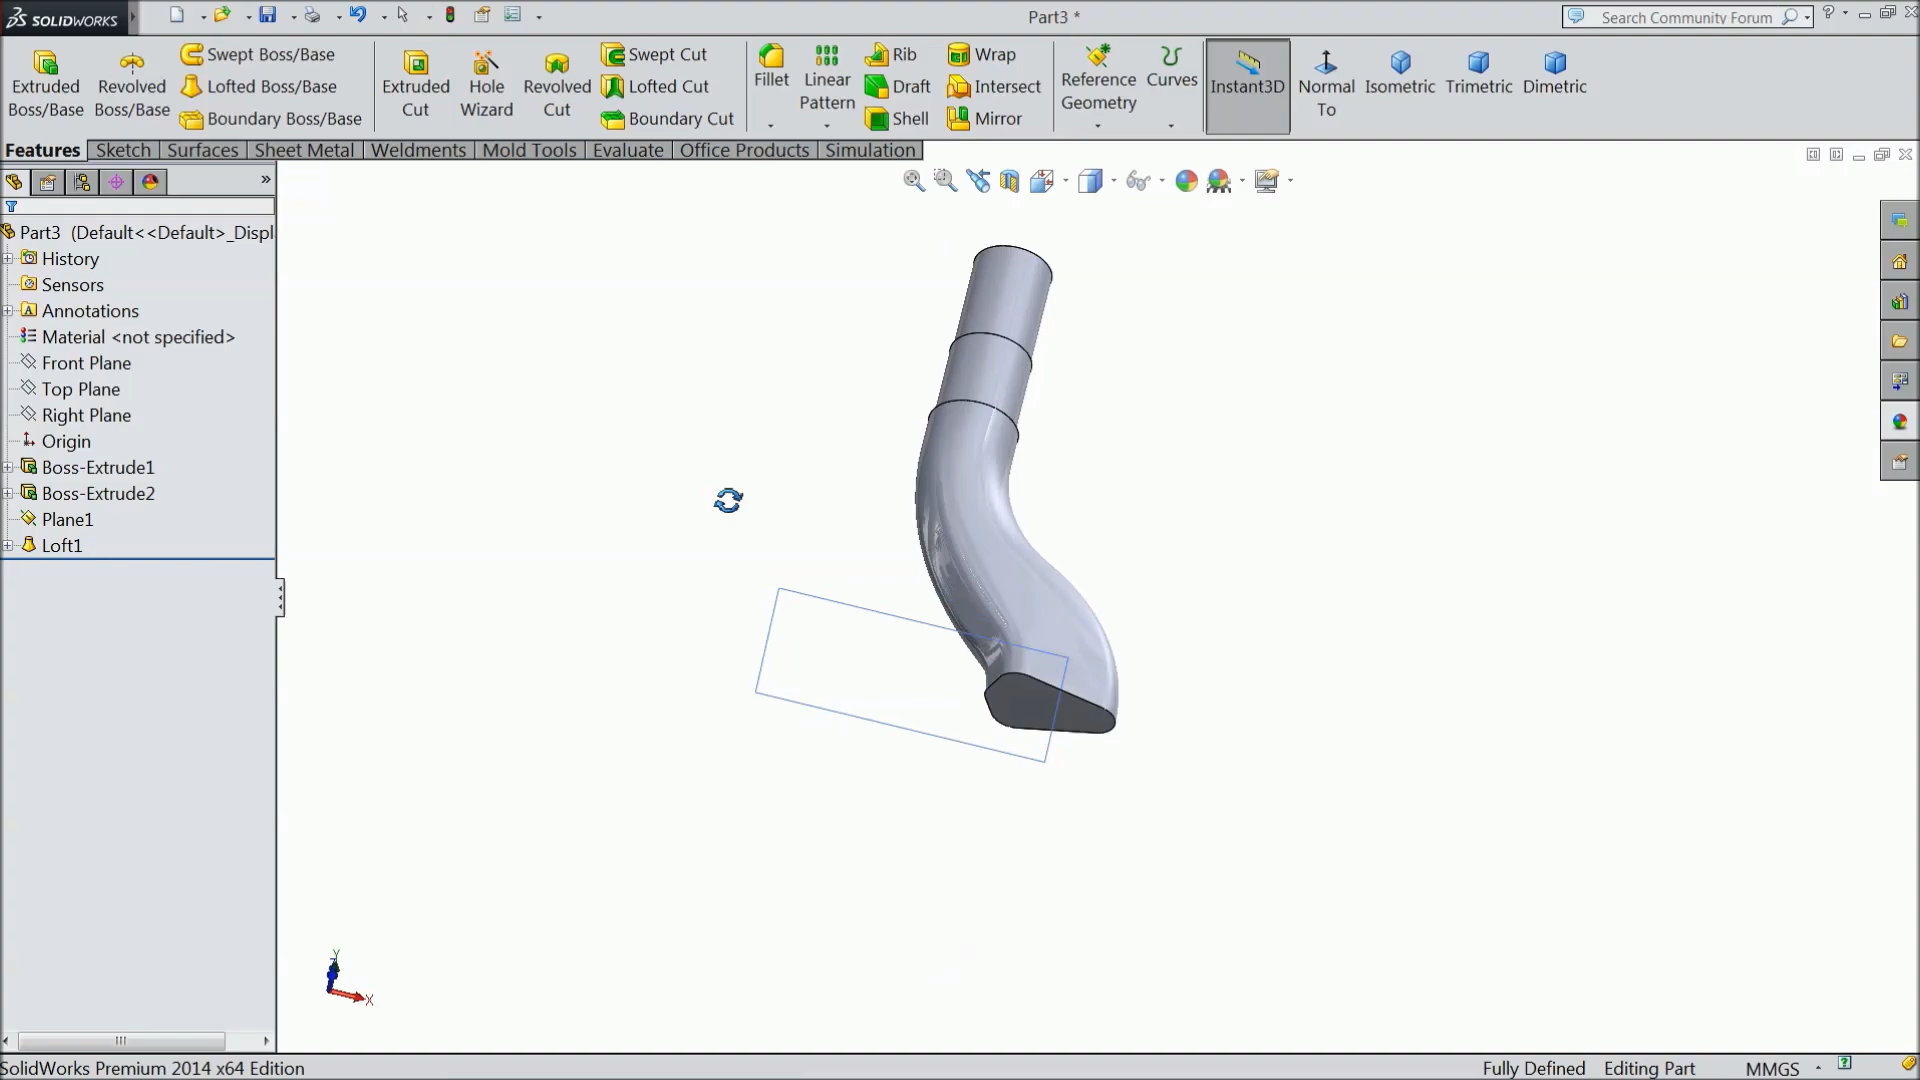 SOLIDWORKS
Part3 *
Search Community Forum
Extruded Boss/Base
Revolved Boss/Base
Swept Boss/Base
Lofted Boss/Base
Boundary Boss/Base
Extruded Cut
Hole Wizard
Revolved Cut
Swept Cut
Lofted Cut
Boundary Cut
Fillet
Linear Pattern
Rib
Draft
Shell
Wrap
Intersect
Mirror
Reference Geometry
Curves
Instant3D
Normal To
Isometric
Trimetric
Dimetric
Features
Sketch
Surfaces
Sheet Metal
Weldments
Mold Tools
Evaluate
Office Products
Simulation
Part3 (Default<<Default>_Displ
History
Sensors
Annotations
Material <not specified>
Front Plane
Top Plane
Right Plane
Origin
Boss-Extrude1
Boss-Extrude2
Plane1
Loft1
Y
X
SolidWorks Premium 2014 x64 Edition
Fully Defined
Editing Part
MMGS